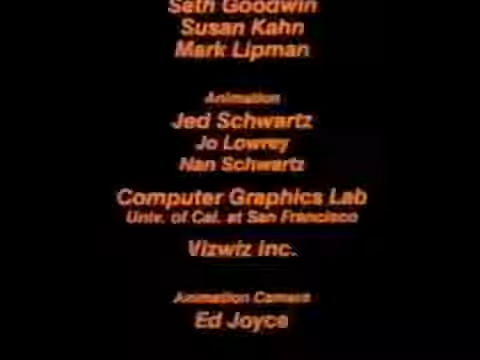 Seth Goodwin
Susan Kahn
Mark Lipman
Animation
Jed Schwartz
Jo Lowrey
Nan Schwartz
Computer Graphics Lab
Univ. of Cal. at San Francisco
Vizwiz Inc.
Animation Camera
Ed Joyce